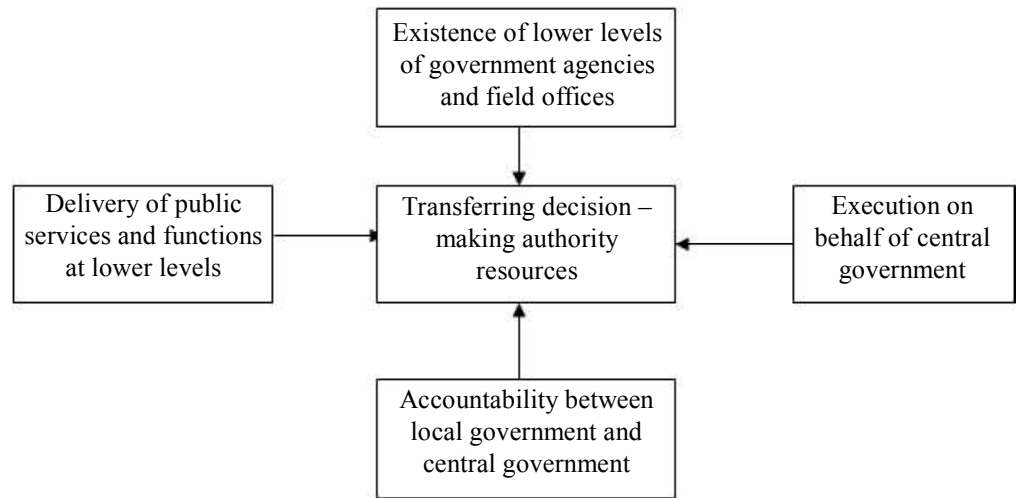 Existence of lower levels
of government agencies
and field offices
Delivery of public
services and functions
at lower levels
Transferring decision –
making authority
resources
Execution on
behalf of central
government
Accountability between
local government and
central government